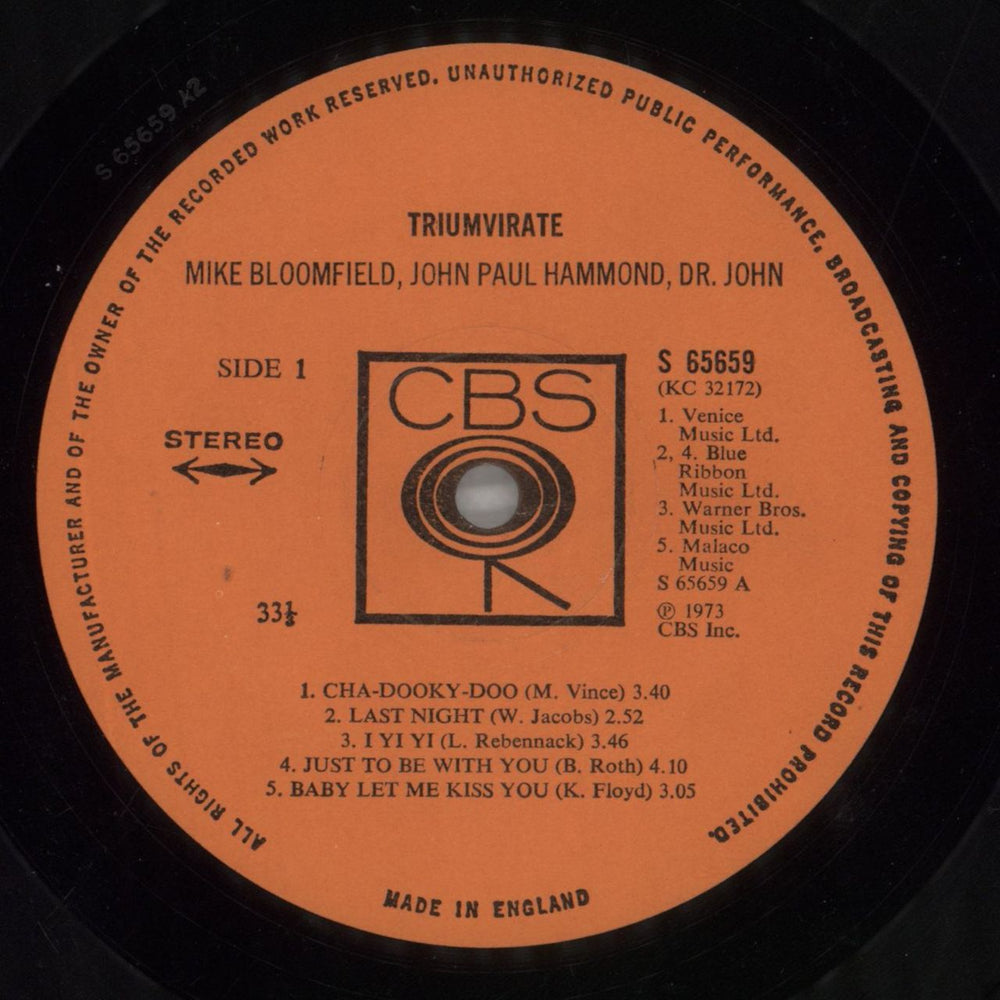 S 65659 A2
ALL RIGHTS OF THE MANUFACTURER AND OF THE OWNER OF THE RECORDED WORK RESERVED. UNAUTHORIZED PUBLIC PERFORMANCE, BROADCASTING AND COPYING OF THIS RECORD PROHIBITED.
TRIUMVIRATE
MIKE BLOOMFIELD, JOHN PAUL HAMMOND, DR. JOHN
SIDE 1
STEREO
33⅓
CBS
S 65659
(KC 32172)
1. Venice
Music Ltd.
2, 4. Blue
Ribbon
Music Ltd.
3. Warner Bros.
Music Ltd.
5. Malaco
Music
S 65659 A
℗ 1973
CBS Inc.
1. CHA-DOOKY-DOO (M. Vince) 3.40
2. LAST NIGHT (W. Jacobs) 2.52
3. I YI YI (L. Rebennack) 3.46
4. JUST TO BE WITH YOU (B. Roth) 4.10
5. BABY LET ME KISS YOU (K. Floyd) 3.05
MADE IN ENGLAND